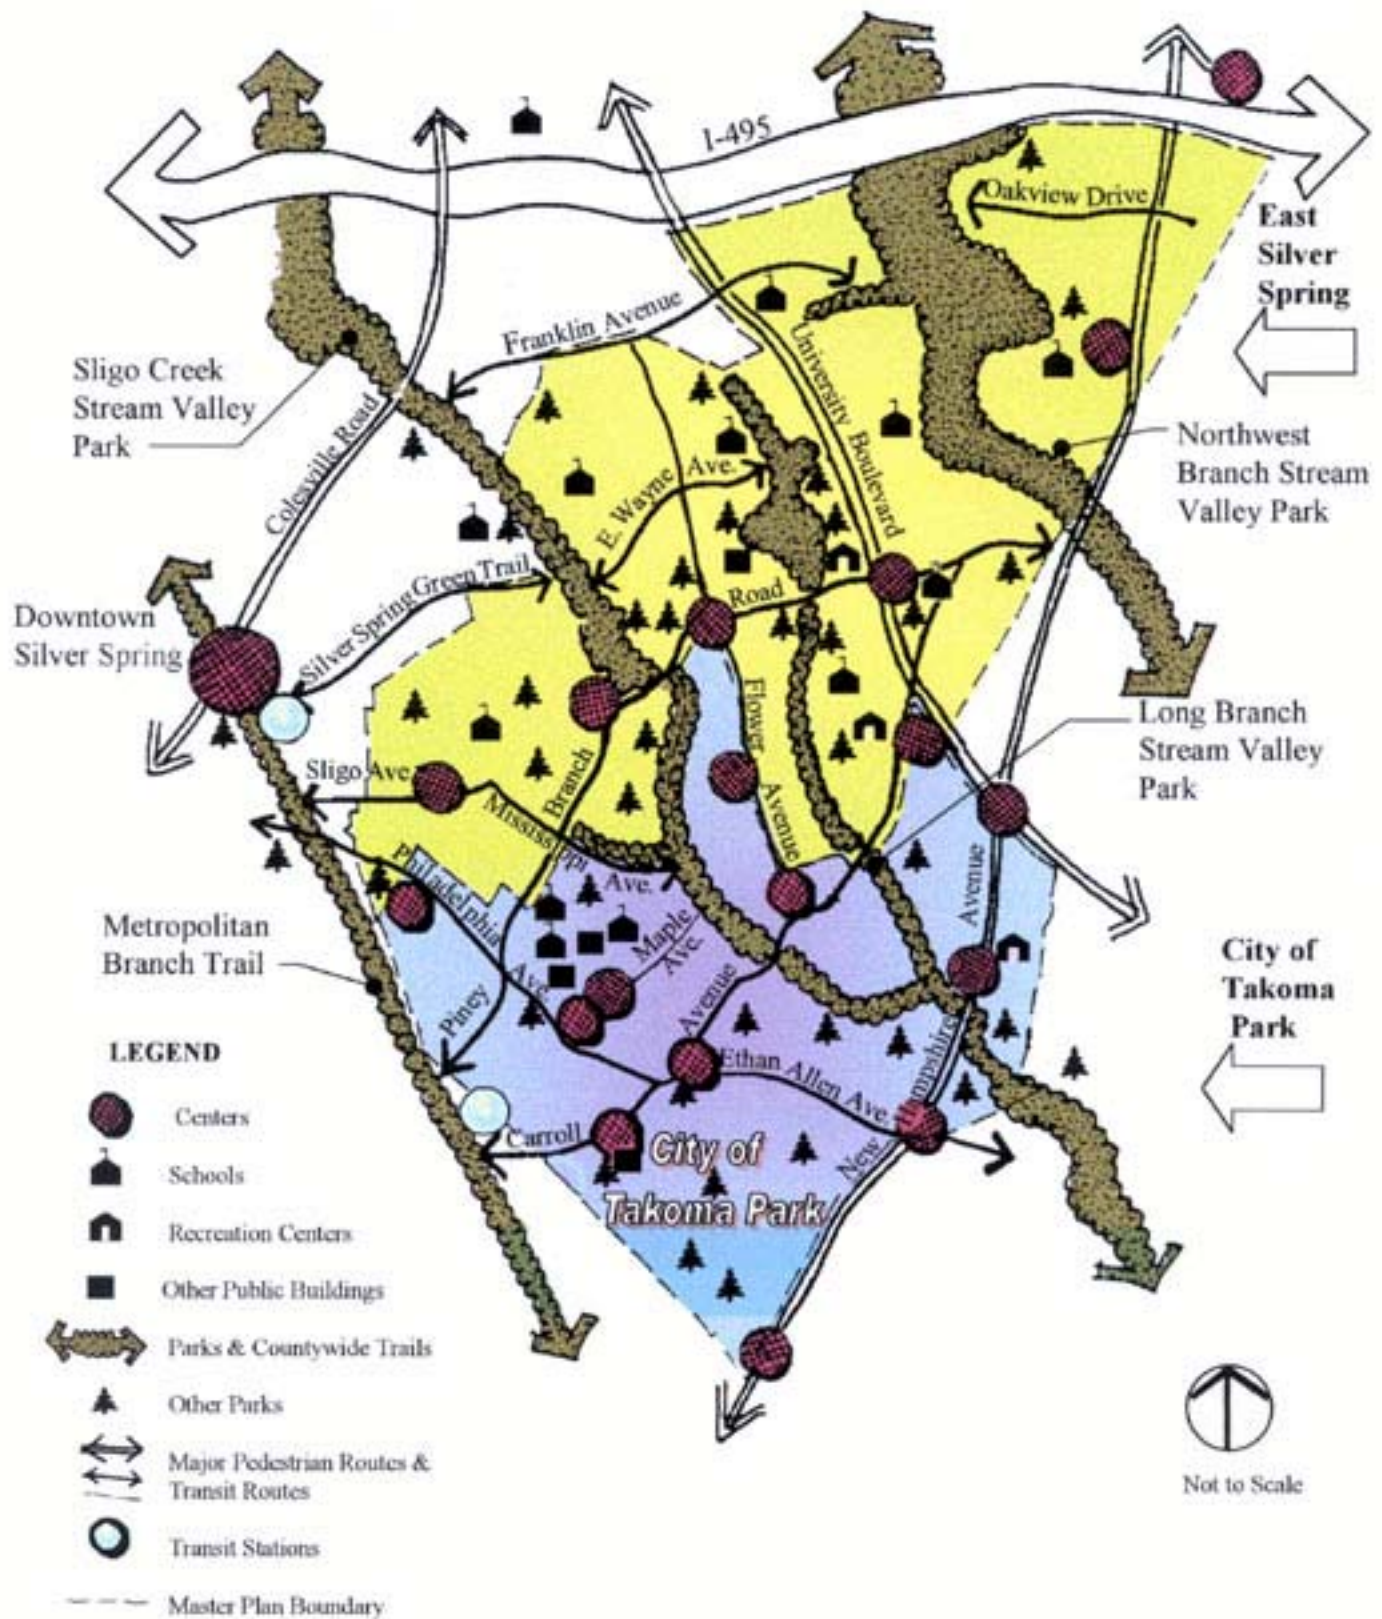 I-495
Oakview Drive
East
Silver
Spring
Franklin Avenue
University Boulevard
Sligo Creek
Stream Valley
Park
Colesville Road
Northwest
Branch Stream
Valley Park
E. Wayne Ave.
Silver Spring Green Trail
Road
Downtown
Silver Spring
Flower
Avenue
Long Branch
Stream Valley
Park
Sligo Ave.
Branch
Mississippi
Ave.
Philadelphia
Ave.
Maple
Ave.
Avenue
Metropolitan
Branch Trail
Piney
City of
Takoma
Park
Avenue
Ethan Allen Ave.
New
mpshire
Carroll
City of
Takoma Park
LEGEND
Centers
Schools
Recreation Centers
Other Public Buildings
Parks & Countywide Trails
Other Parks
Major Pedestrian Routes &
Transit Routes
Transit Stations
Master Plan Boundary
Not to Scale